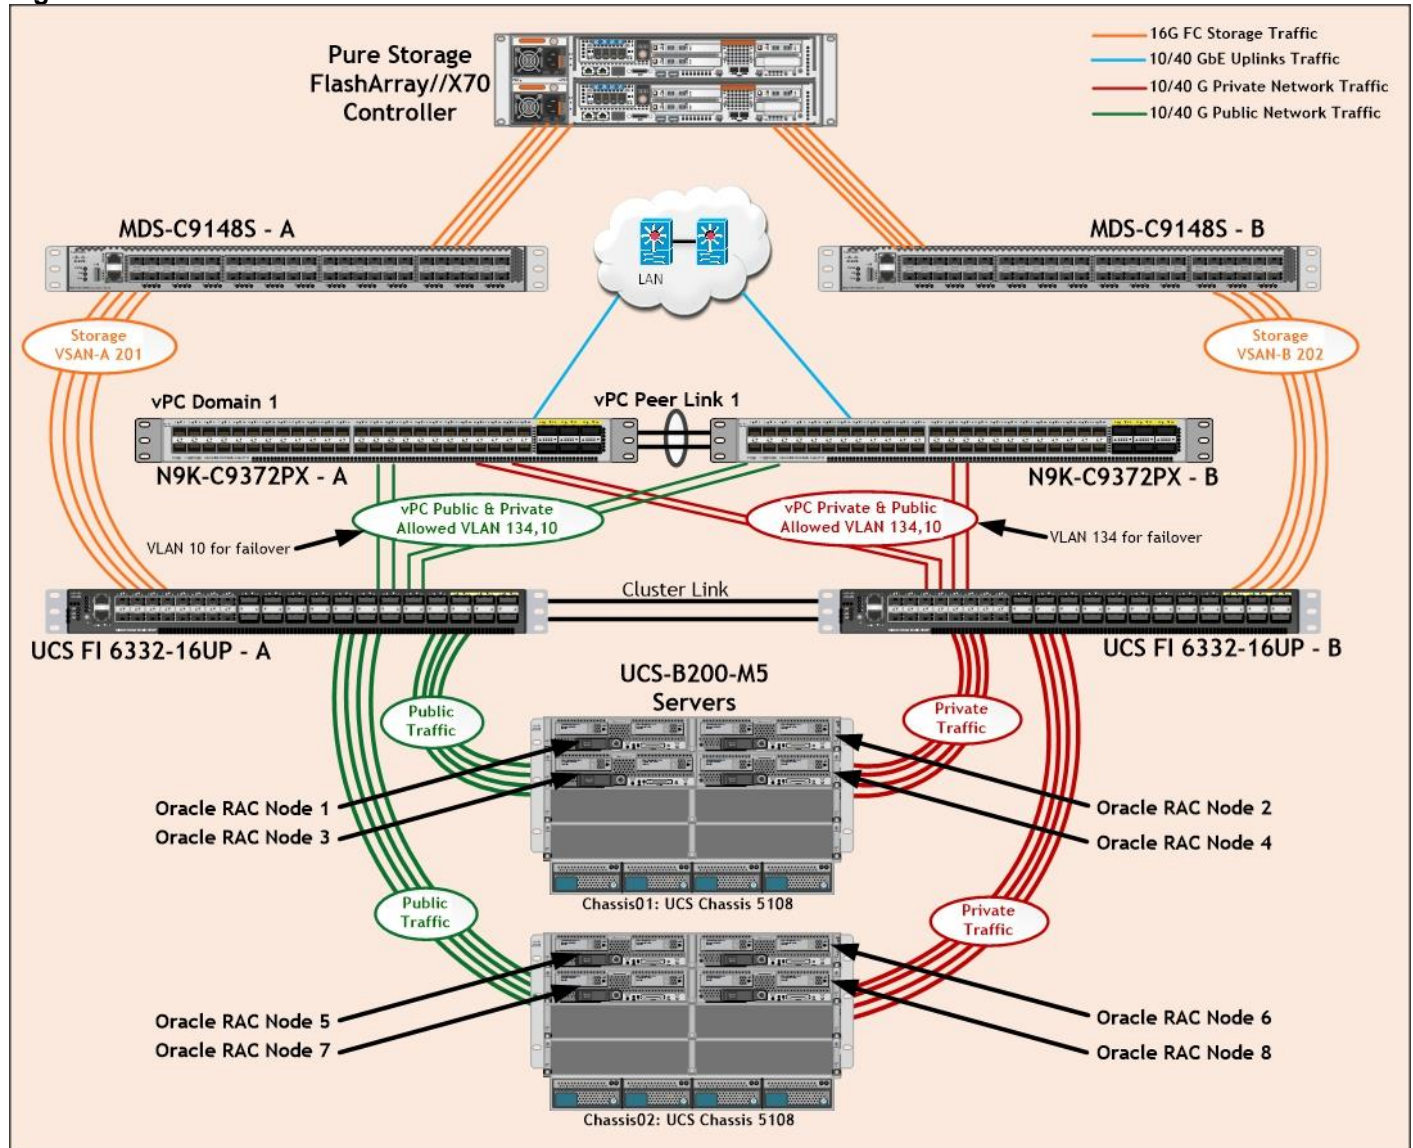 Pure Storage
FlashArray//X70
Controller
16G FC Storage Traffic
10/40 GbE Uplinks Traffic
10/40 G Private Network Traffic
10/40 G Public Network Traffic
MDS-C9148S - A
MDS-C9148S - B
LAN
Storage
VSAN-A 201
Storage
VSAN-B 202
vPC Domain 1
vPC Peer Link 1
N9K-C9372PX - A
N9K-C9372PX - B
vPC Public & Private
Allowed VLAN 134,10
vPC Private & Public
Allowed VLAN 134,10
VLAN 10 for failover
VLAN 134 for failover
Cluster Link
UCS FI 6332-16UP - A
UCS FI 6332-16UP - B
UCS-B200-M5
Servers
Public
Traffic
Private
Traffic
Oracle RAC Node 1
Oracle RAC Node 3
Oracle RAC Node 2
Oracle RAC Node 4
Chassis01: UCS Chassis 5108
Public
Traffic
Private
Traffic
Oracle RAC Node 5
Oracle RAC Node 7
Oracle RAC Node 6
Oracle RAC Node 8
Chassis02: UCS Chassis 5108